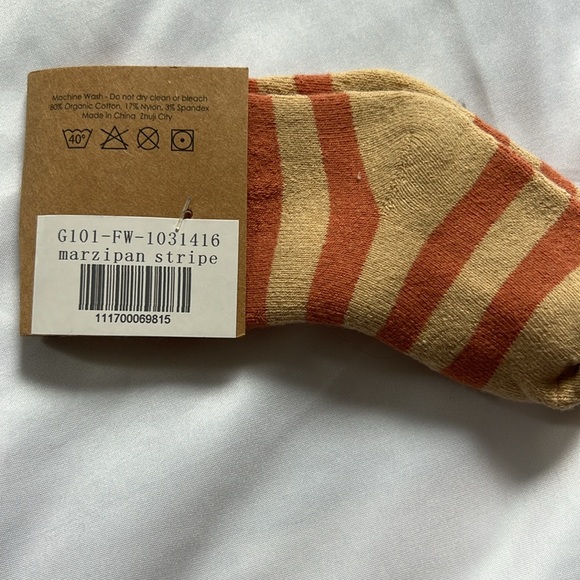 Machine Wash - Do not dry clean or bleach
80% Organic Cotton, 17% Nylon, 3% Spandex
Made in China Zhuji City
40°
G101-FW-1031416
marzipan stripe
111700069815